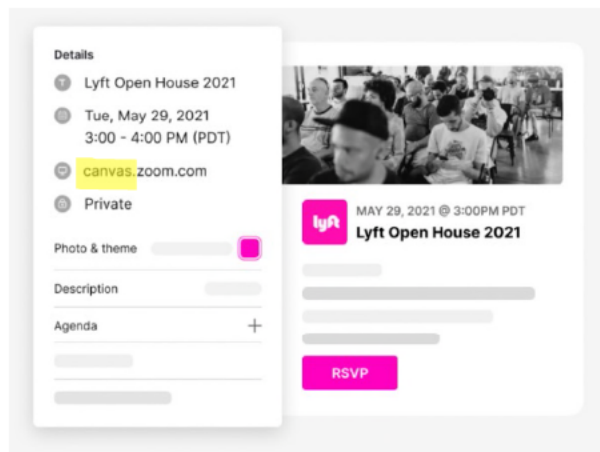 Details
T
Lyft Open House 2021
Tue, May 29, 2021
3:00 - 4:00 PM (PDT)
canvas.zoom.com
Private
Photo & theme
Description
Agenda
lyft
MAY 29, 2021 @ 3:00PM PDT
Lyft Open House 2021
RSVP